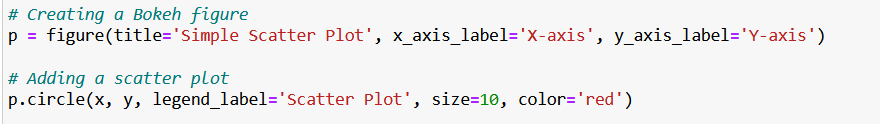 # Creating a Bokeh figure
p = figure(title='Simple Scatter Plot', x_axis_label='X-axis', y_axis_label='Y-axis')
# Adding a scatter plot
p.circle(x, y, legend_label='Scatter Plot', size=10, color='red')